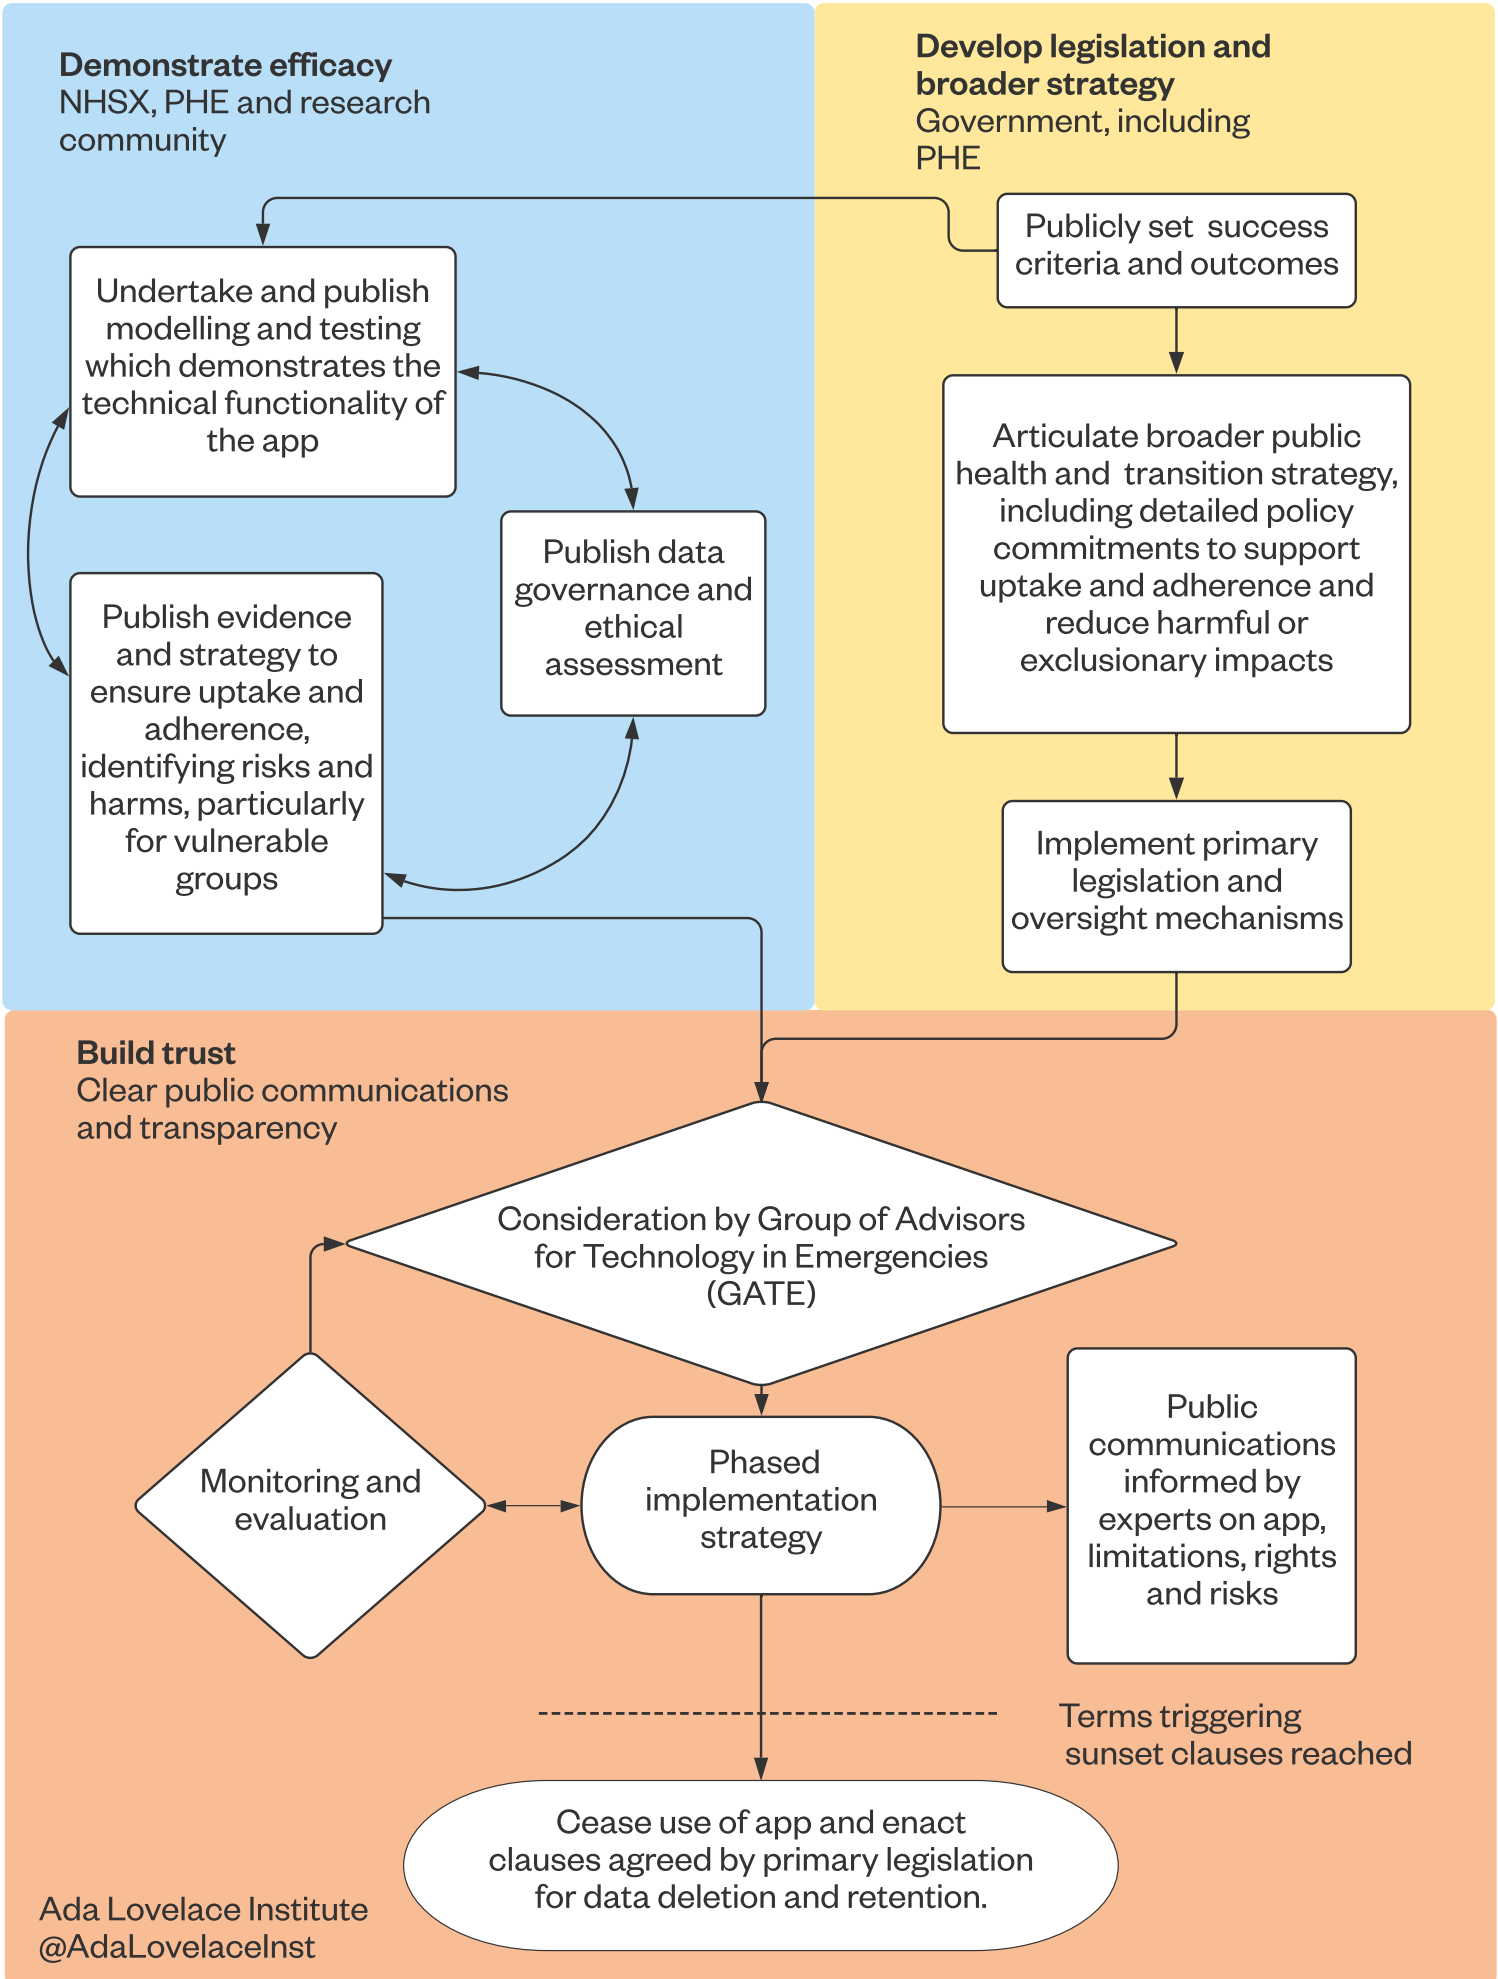 Demonstrate efficacy
NHSX, PHE and research
community
Develop legislation and
broader strategy
Government, including
PHE
Publicly set success
criteria and outcomes
Undertake and publish
modelling and testing
which demonstrates the
technical functionality of
the app
Articulate broader public
health and transition strategy,
including detailed policy
commitments to support
uptake and adherence and
reduce harmful or
exclusionary impacts
Publish data
governance and
ethical
assessment
Publish evidence
and strategy to
ensure uptake and
adherence,
identifying risks and
harms, particularly
for vulnerable
groups
Implement primary
legislation and
oversight mechanisms
Build trust
Clear public communications
and transparency
Consideration by Group of Advisors
for Technology in Emergencies
(GATE)
Monitoring and
evaluation
Phased
implementation
strategy
Public
communications
informed by
experts on app,
limitations, rights
and risks
Terms triggering
sunset clauses reached
Cease use of app and enact
clauses agreed by primary legislation
for data deletion and retention.
Ada Lovelace Institute
@AdaLovelaceInst